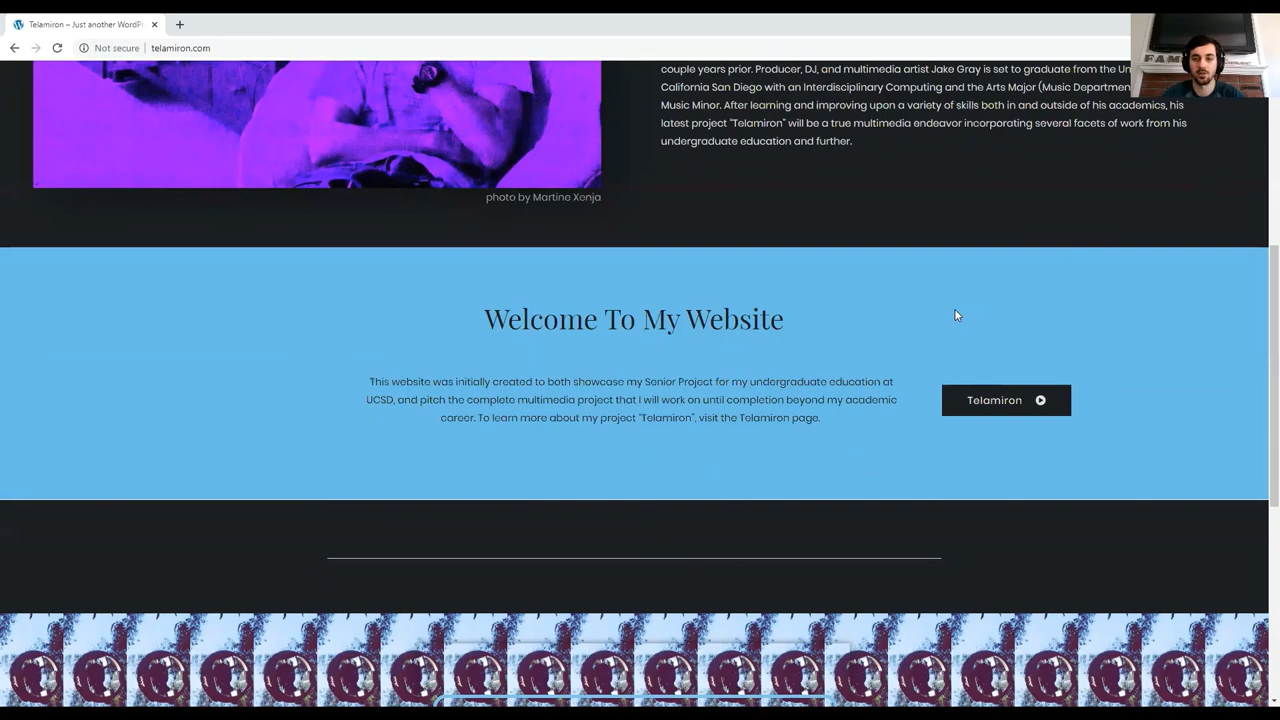 Telamiron – Just another WordPr
Not secure
telamiron.com
FAM
couple years prior. Producer, DJ, and multimedia artist Jake Gray is set to graduate from the Un
California San Diego with an Interdisciplinary Computing and the Arts Major (Music Department
Music Minor. After learning and improving upon a variety of skills both in and outside of his academics, his
latest project “Telamiron” will be a true multimedia endeavor incorporating several facets of work from his
undergraduate education and further.
photo by Martine Xenja
Welcome To My Website
This website was initially created to both showcase my Senior Project for my undergraduate education at
UCSD, and pitch the complete multimedia project that I will work on until completion beyond my academic
career. To learn more about my project “Telamiron”, visit the Telamiron page.
Telamiron